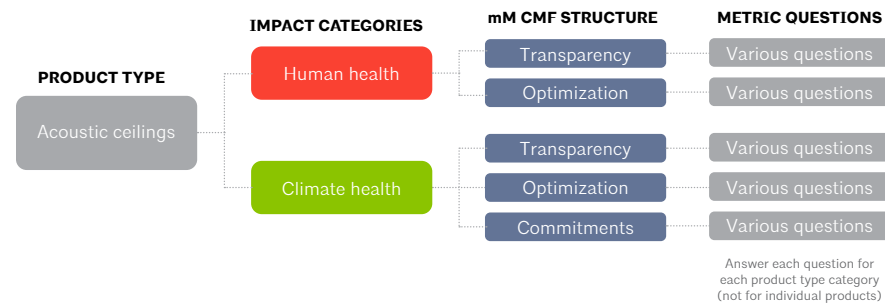 PRODUCT TYPE
Acoustic ceilings
IMPACT CATEGORIES
Human health
Climate health
mM CMF STRUCTURE
Transparency
Optimization
Transparency
Optimization
Commitments
METRIC QUESTIONS
Various questions
Various questions
Various questions
Various questions
Various questions
Answer each question for
each product type category
(not for individual products)